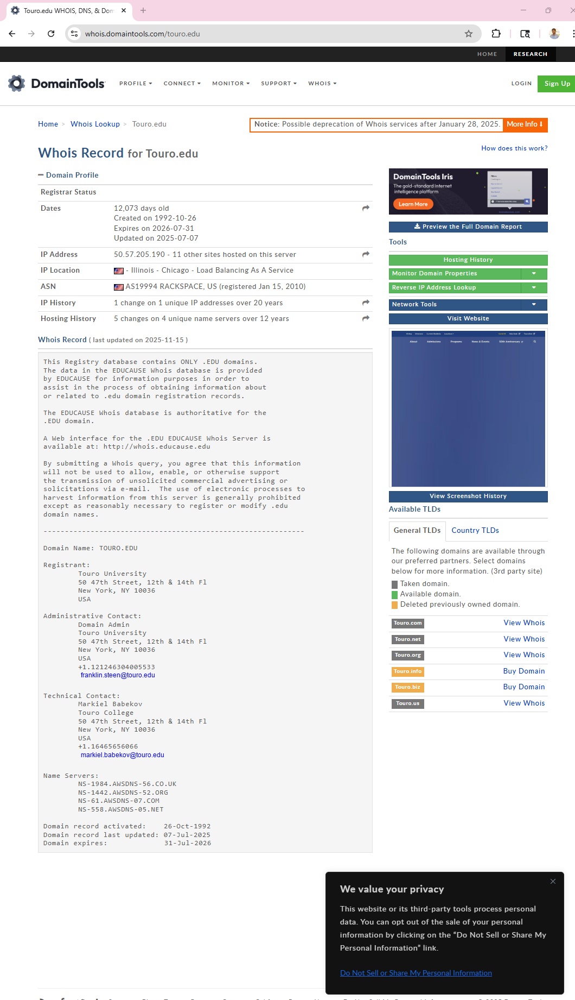 Touro.edu WHOIS, DNS, & Dom
whois.domaintools.com/touro.edu
HOME
RESEARCH
DomainTools
PROFILE
CONNECT
MONITOR
SUPPORT
WHOIS
LOGIN
Sign Up
Home > Whois Lookup > Touro.edu
Notice: Possible deprecation of Whois services after January 28, 2025.
More Info
Whois Record for Touro.edu
How does this work?
Domain Profile
Registrar Status
Dates
12,073 days old
Created on 1992-10-26
Expires on 2026-07-31
Updated on 2025-07-07
IP Address
50.57.205.190 - 11 other sites hosted on this server
IP Location
- Illinois - Chicago - Load Balancing As A Service
ASN
AS19994 RACKSPACE, US (registered Jan 15, 2010)
IP History
1 change on 1 unique IP addresses over 20 years
Hosting History
5 changes on 4 unique name servers over 12 years
Whois Record ( last updated on 2025-11-15 )
This Registry database contains ONLY .EDU domains.
The data in the EDUCAUSE Whois database is provided
by EDUCAUSE for information purposes in order to
assist in the process of obtaining information about
or related to .edu domain registration records.
The EDUCAUSE Whois database is authoritative for the
.EDU domain.
A Web interface for the .EDU EDUCAUSE Whois Server is
available at: http://whois.educause.edu
By submitting a Whois query, you agree that this information
will not be used to allow, enable, or otherwise support
the transmission of unsolicited commercial advertising or
solicitations via e-mail.  The use of electronic processes to
harvest information from this server is generally prohibited
except as reasonably necessary to register or modify .edu
domain names.
-------------------------------------------------------------
Domain Name: TOURO.EDU
Registrant:
Touro University
50 47th Street, 12th & 14th Fl
New York, NY 10036
USA
Administrative Contact:
Domain Admin
Touro University
50 47th Street, 12th & 14th Fl
New York, NY 10036
USA
+1.121246304005533
franklin.steen@touro.edu
Technical Contact:
Markiel Babekov
Touro College
50 47th Street, 12th & 14th Fl
New York, NY 10036
USA
+1.16465656066
markiel.babekov@touro.edu
Name Servers:
NS-1984.AWSDNS-56.CO.UK
NS-1442.AWSDNS-52.ORG
NS-61.AWSDNS-07.COM
NS-558.AWSDNS-05.NET
Domain record activated:    26-Oct-1992
Domain record last updated: 07-Jul-2025
Domain expires:             31-Jul-2026
DomainTools Iris
The gold-standard Internet
intelligence platform
Learn More
Preview the Full Domain Report
Tools
Hosting History
Monitor Domain Properties
Reverse IP Address Lookup
Network Tools
Visit Website
About
Admissions
Programs
News & Events
50th Anniversary
View Screenshot History
Available TLDs
General TLDs
Country TLDs
The following domains are available through
our preferred partners. Select domains
below for more information. (3rd party site)
Taken domain.
Available domain.
Deleted previously owned domain.
Touro.com View Whois
Touro.net View Whois
Touro.org View Whois
Touro.info Buy Domain
Touro.biz Buy Domain
Touro.us View Whois
We value your privacy
This website or its third-party tools process personal
data. You can opt out of the sale of your personal
information by clicking on the “Do Not Sell or Share My
Personal Information” link.
Do Not Sell or Share My Personal Information